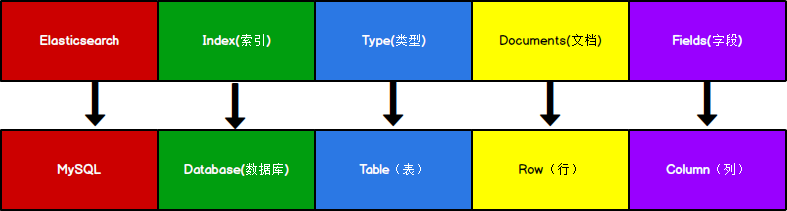 Elasticsearch
Index(索引)
Type(类型)
Documents(文档)
Fields(字段)
MySQL
Database(数据库)
Table（表）
Row（行）
Column（列）